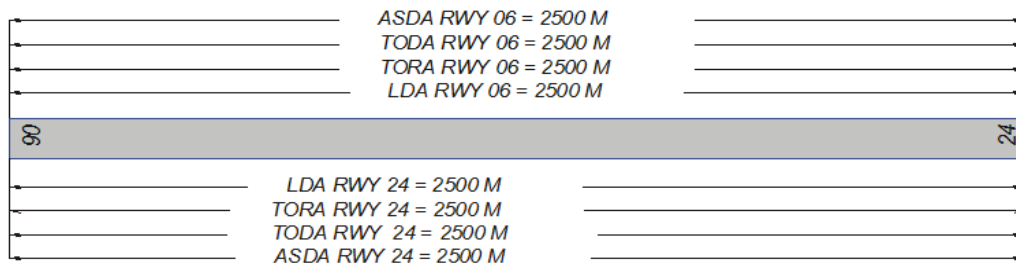 ASDA RWY 06 = 2500 M
TODA RWY 06 = 2500 M
TORA RWY 06 = 2500 M
LDA RWY 06 = 2500 M
06
24
LDA RWY 24 = 2500 M
TORA RWY 24 = 2500 M
TODA RWY 24 = 2500 M
ASDA RWY 24 = 2500 M